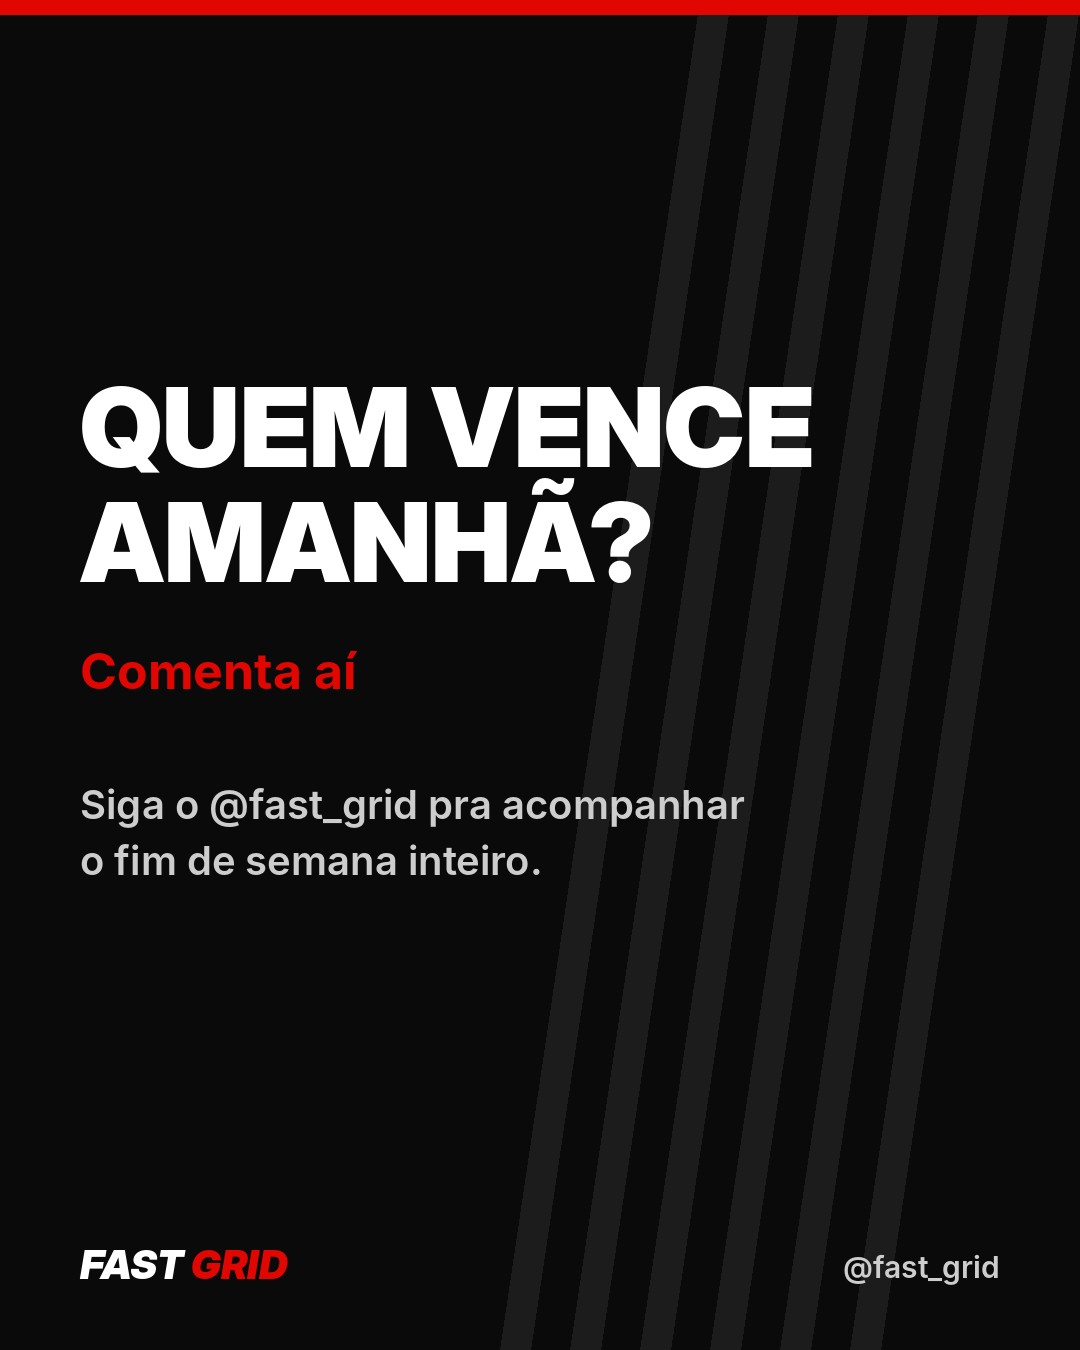 QUEM VENCE
AMANHÃ?
Comenta aí
Siga o @fast_grid pra acompanhar
o fim de semana inteiro.
FAST GRID
@fast_grid